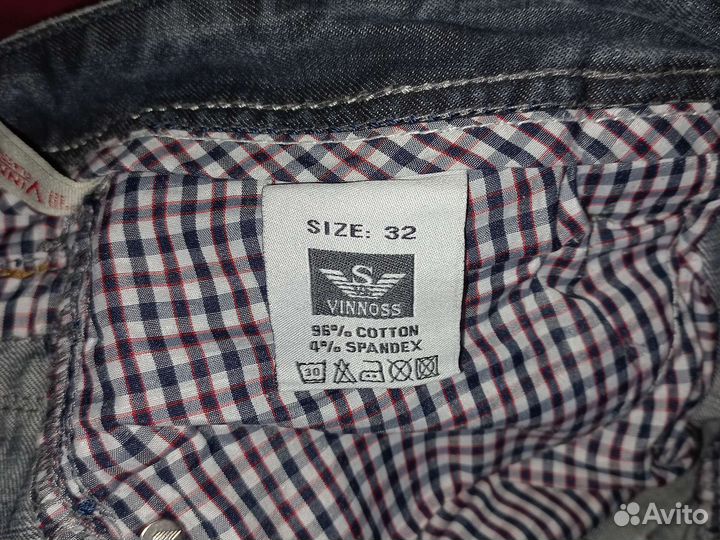 SIZE: 32
S
VINNOSS
96% COTTON
4% SPANDEX
30
Avito